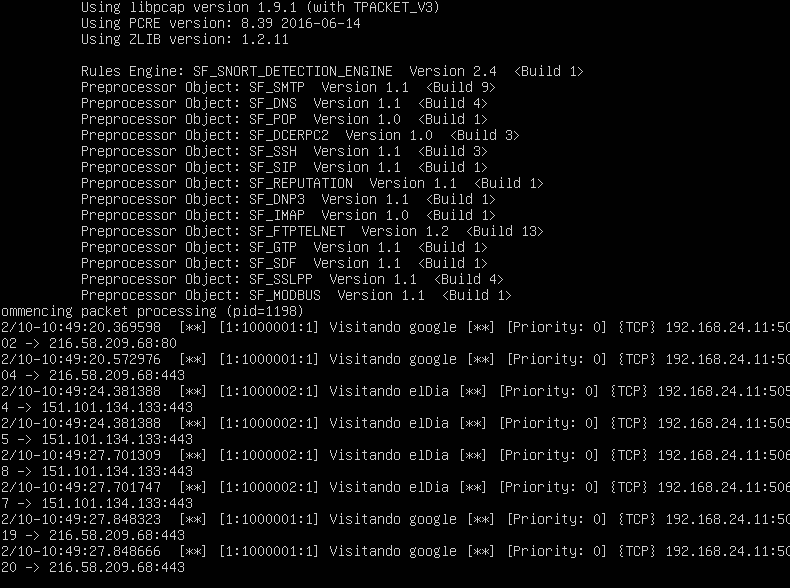 Using libpcap version 1.9.1 (with TPACKET_V3)
Using PCRE version: 8.39 2016-06-14
Using ZLIB version: 1.2.11
Rules Engine: SF_SNORT_DETECTION_ENGINE Version 2.4 <Build 1>
Preprocessor Object: SF_SMTP Version 1.1 <Build 9>
Preprocessor Object: SF_DNS Version 1.1 <Build 4>
Preprocessor Object: SF_POP Version 1.0 <Build 1>
Preprocessor Object: SF_DCERPC2 Version 1.0 <Build 3>
Preprocessor Object: SF_SSH Version 1.1 <Build 3>
Preprocessor Object: SF_SIP Version 1.1 <Build 1>
Preprocessor Object: SF_REPUTATION Version 1.1 <Build 1>
Preprocessor Object: SF_DNP3 Version 1.1 <Build 1>
Preprocessor Object: SF_IMAP Version 1.0 <Build 1>
Preprocessor Object: SF_FTPTELNET Version 1.2 <Build 13>
Preprocessor Object: SF_GTP Version 1.1 <Build 1>
Preprocessor Object: SF_SDF Version 1.1 <Build 1>
Preprocessor Object: SF_SSLPP Version 1.1 <Build 4>
Preprocessor Object: SF_MODBUS Version 1.1 <Build 1>
ommencing packet processing (pid=1198)
2/10-10:49:20.369598 [**] [1:1000001:1] Visitando google [**] [Priority: 0] {TCP} 192.168.24.11:50
02 -> 216.58.209.68:80
2/10-10:49:20.572976 [**] [1:1000001:1] Visitando google [**] [Priority: 0] {TCP} 192.168.24.11:50
04 -> 216.58.209.68:443
2/10-10:49:24.381388 [**] [1:1000002:1] Visitando elDia [**] [Priority: 0] {TCP} 192.168.24.11:505
4 -> 151.101.134.133:443
2/10-10:49:24.381388 [**] [1:1000002:1] Visitando elDia [**] [Priority: 0] {TCP} 192.168.24.11:505
5 -> 151.101.134.133:443
2/10-10:49:27.701309 [**] [1:1000002:1] Visitando elDia [**] [Priority: 0] {TCP} 192.168.24.11:506
8 -> 151.101.134.133:443
2/10-10:49:27.701747 [**] [1:1000002:1] Visitando elDia [**] [Priority: 0] {TCP} 192.168.24.11:506
7 -> 151.101.134.133:443
2/10-10:49:27.848323 [**] [1:1000001:1] Visitando google [**] [Priority: 0] {TCP} 192.168.24.11:50
19 -> 216.58.209.68:443
2/10-10:49:27.848666 [**] [1:1000001:1] Visitando google [**] [Priority: 0] {TCP} 192.168.24.11:50
20 -> 216.58.209.68:443